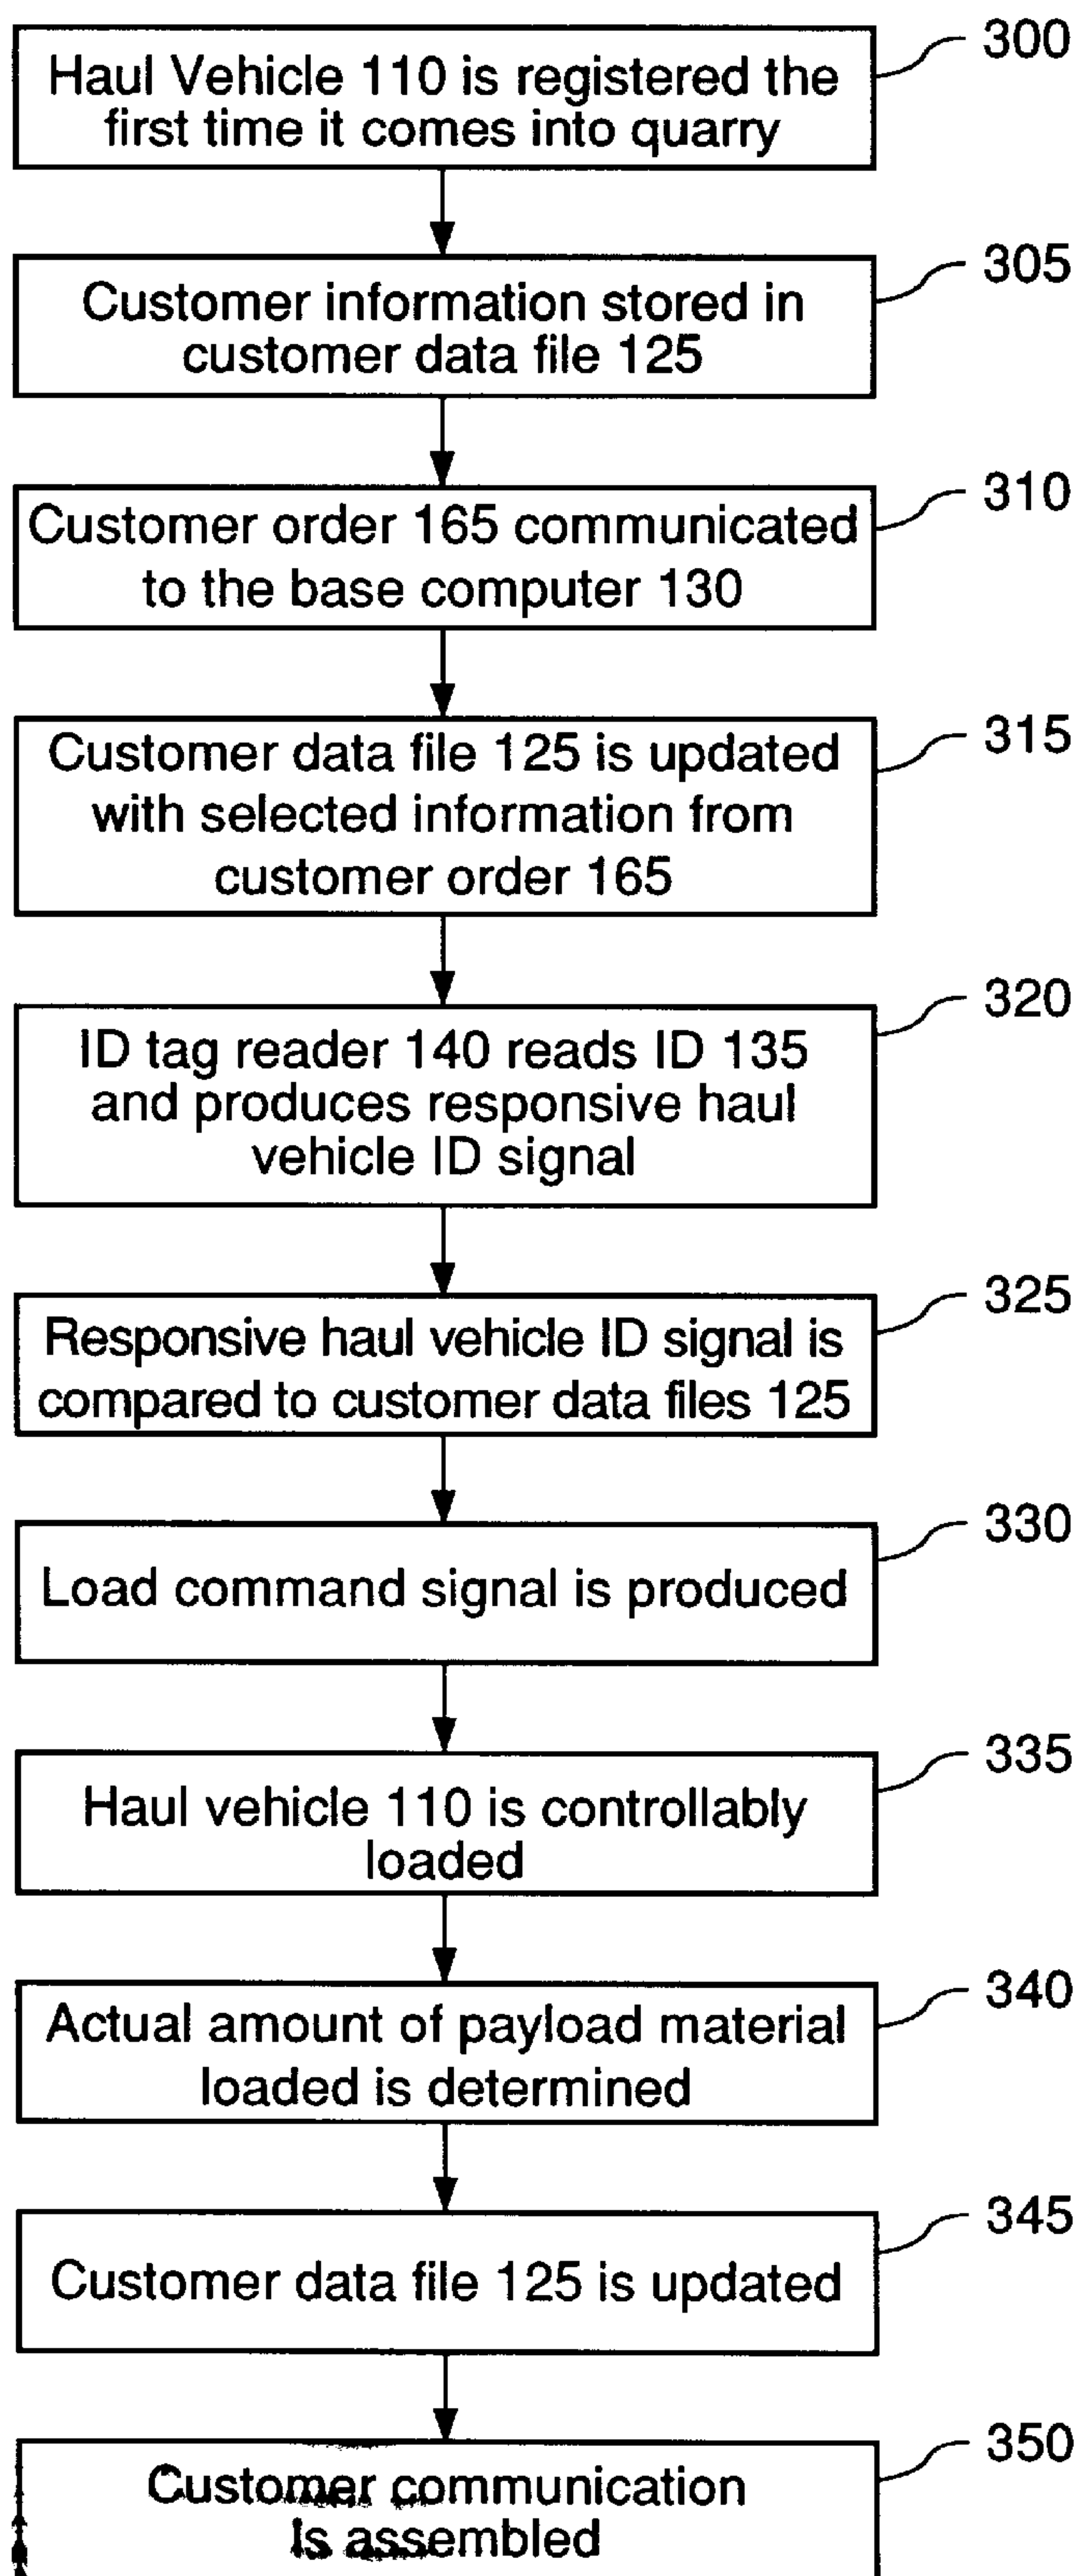 300
Haul Vehicle 110 is registered the
first time it comes into quarry
305
Customer information stored in
customer data file 125
310
Customer order 165 communicated
to the base computer 130
315
Customer data file 125 is updated
with selected information from
customer order 165
320
ID tag reader 140 reads ID 135
and produces responsive haul
vehicle ID signal
325
Responsive haul vehicle ID signal is
compared to customer data files 125
330
Load command signal is produced
335
Haul vehicle 110 is controllably
loaded
340
Actual amount of payload material
loaded is determined
345
Customer data file 125 is updated
350
Customer communication
Is assembled